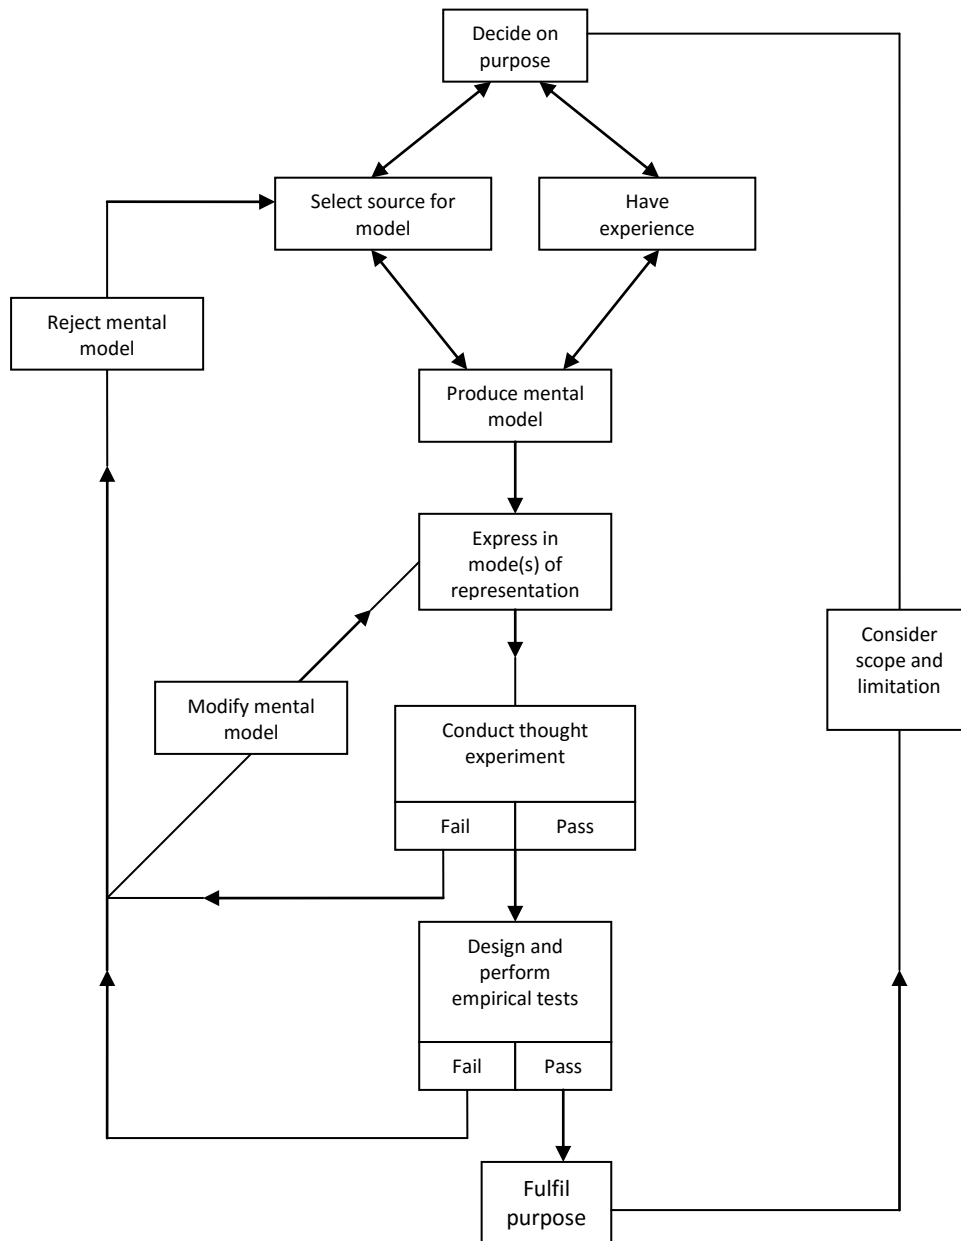 Decide on
purpose
Select source for
model
Have
experience
Reject mental
model
Produce mental
model
Express in
mode(s) of
representation
Consider
scope and
limitation
Modify mental
model
Conduct thought
experiment
Fail
Pass
Design and
perform
empirical tests
Fail
Pass
Fulfil
purpose